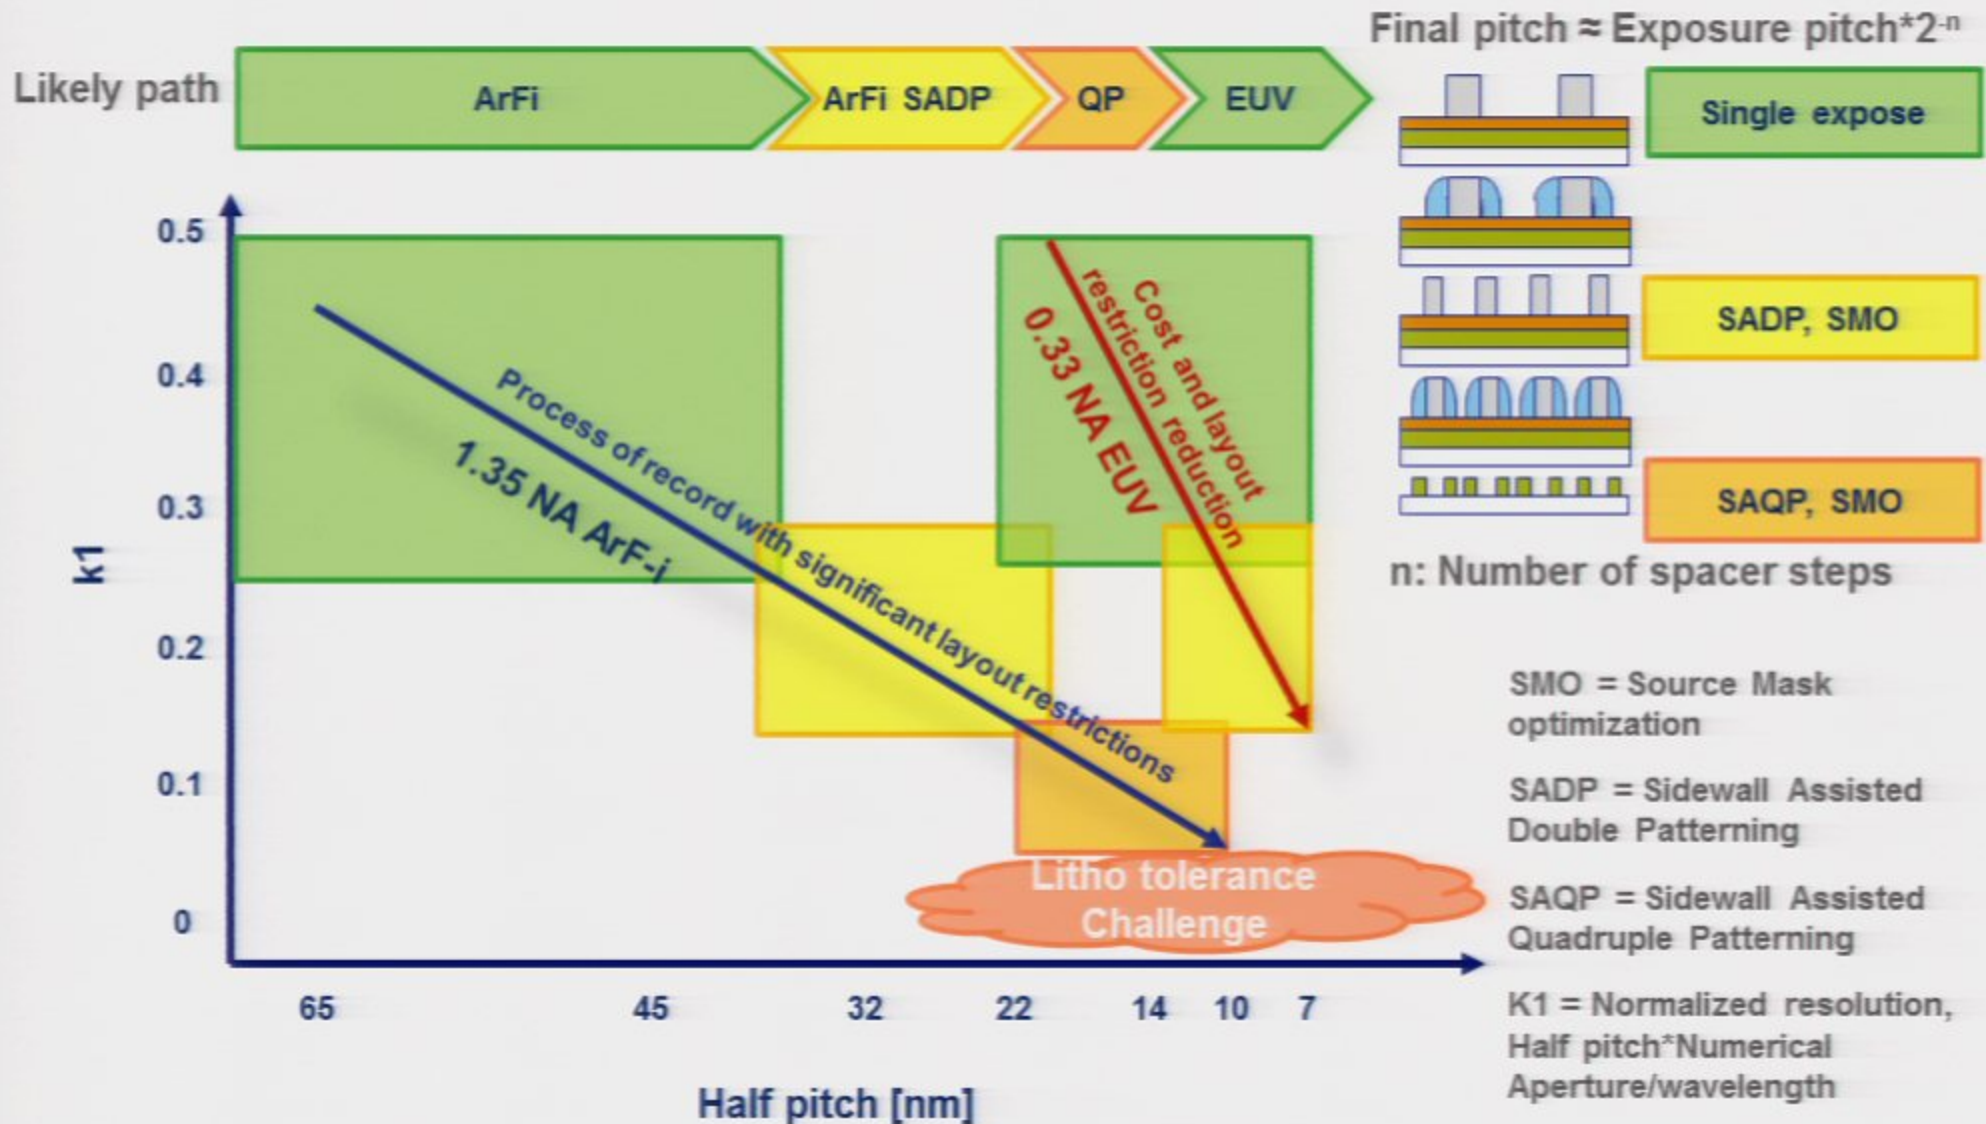 Final pitch ≈ Exposure pitch*2⁻ⁿ
Likely path
ArFi
ArFi SADP
QP
EUV
Single expose
SADP, SMO
SAQP, SMO
n: Number of spacer steps
0.5
0.4
0.3
0.2
0.1
0
k1
Process of record with significant layout restrictions
1.35 NA ArF-i
Cost and layout
restriction reduction
0.33 NA EUV
Litho tolerance
Challenge
65
45
32
22
14
10
7
Half pitch [nm]
SMO = Source Mask
optimization
SADP = Sidewall Assisted
Double Patterning
SAQP = Sidewall Assisted
Quadruple Patterning
K1 = Normalized resolution,
Half pitch*Numerical
Aperture/wavelength